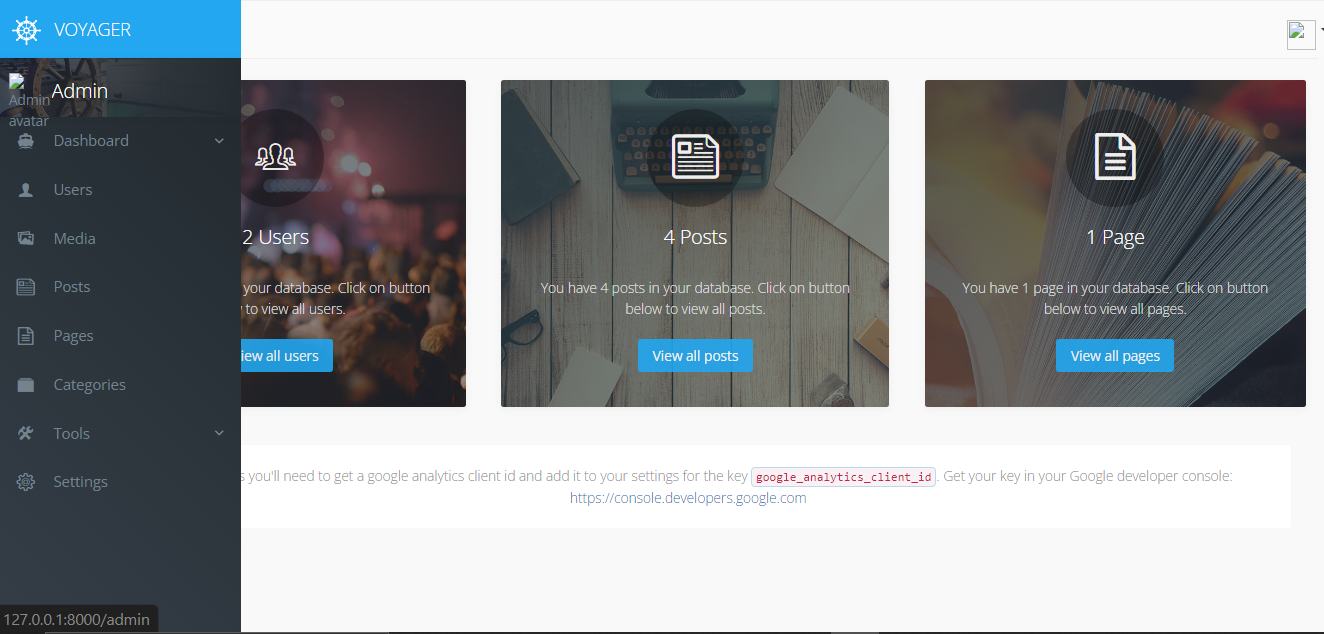 VOYAGER
Admin
avatar
Admin
Dashboard
Users
Media
Posts
Pages
Categories
Tools
Settings
2 Users
your database. Click on button
to view all users.
iew all users
4 Posts
You have 4 posts in your database. Click on button
below to view all posts.
View all posts
1 Page
You have 1 page in your database. Click on button
below to view all pages.
View all pages
you'll need to get a google analytics client id and add it to your settings for the key google_analytics_client_id. Get your key in your Google developer console:
https://console.developers.google.com
127.0.0.1:8000/admin